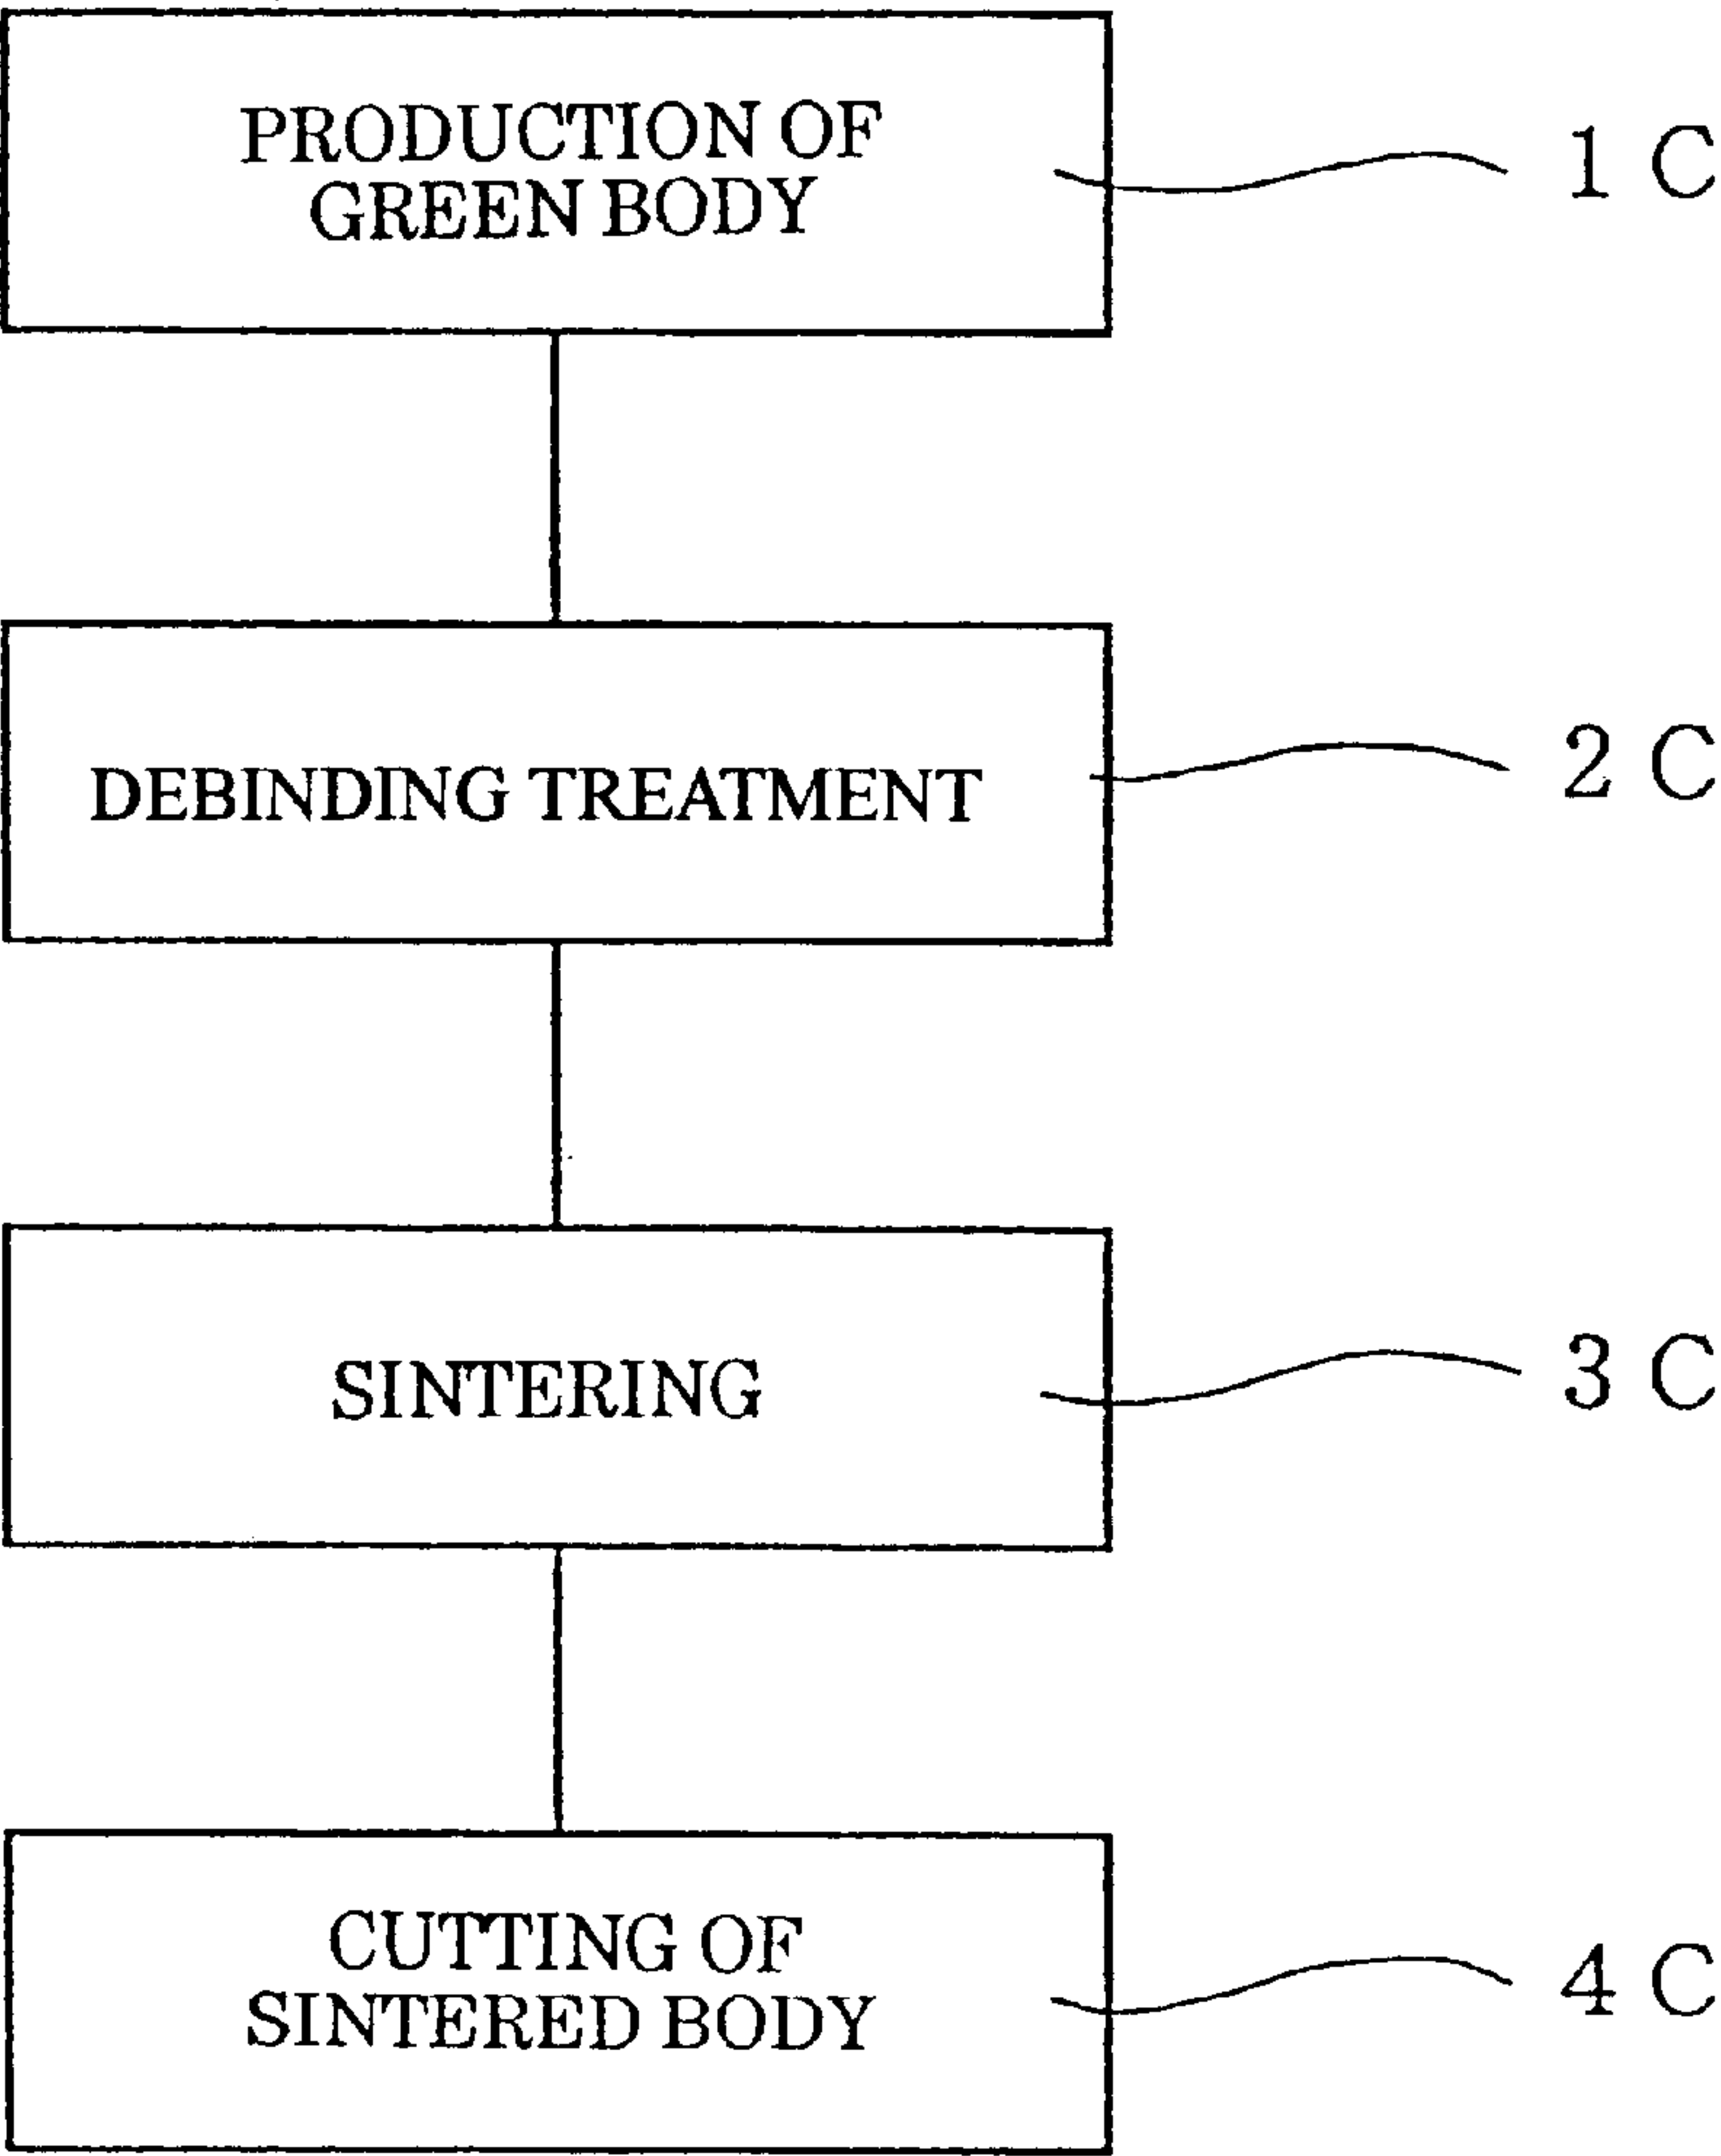 PRODUCTION OF
GREEN BODY
1 C
DEBINDING TREATMENT
2 C
SINTERING
3 C
CUTTING OF
SINTERED BODY
4 C